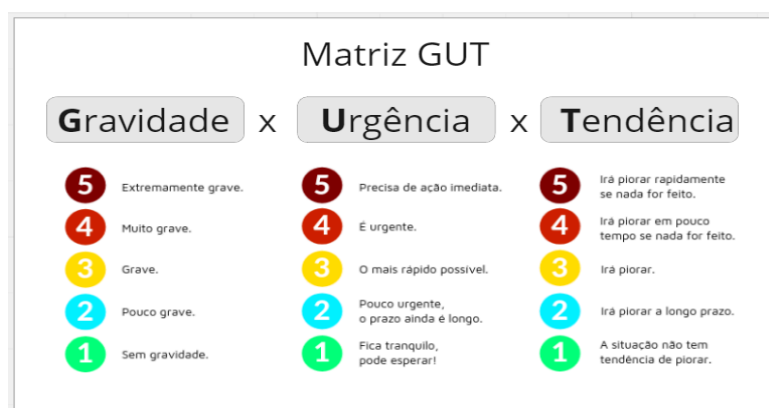 Matriz GUT
Gravidade x Urgência x Tendência
5 Extremamente grave.
4 Muito grave.
3 Grave.
2 Pouco grave.
1 Sem gravidade.
5 Precisa de ação imediata.
4 É urgente.
3 O mais rápido possível.
2 Pouco urgente,
o prazo ainda é longo.
1 Fica tranquilo,
pode esperar!
5 Irá piorar rapidamente
se nada for feito.
4 Irá piorar em pouco
tempo se nada for feito.
3 Irá piorar.
2 Irá piorar a longo prazo.
1 A situação não tem
tendência de piorar.